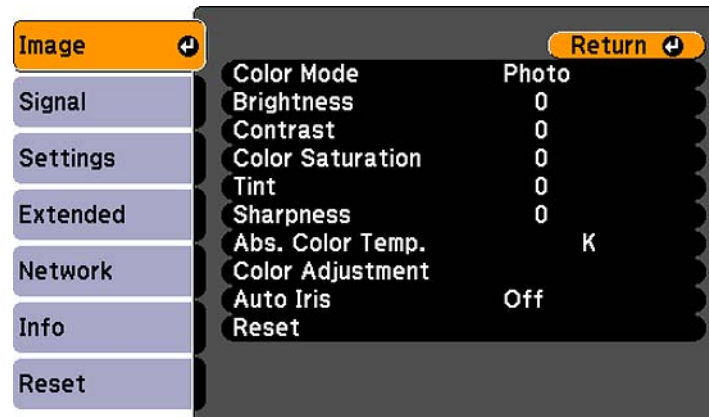 Image
Signal
Settings
Extended
Network
Info
Reset
Return
Color Mode Photo
Brightness 0
Contrast 0
Color Saturation 0
Tint 0
Sharpness 0
Abs. Color Temp. K
Color Adjustment
Auto Iris Off
Reset